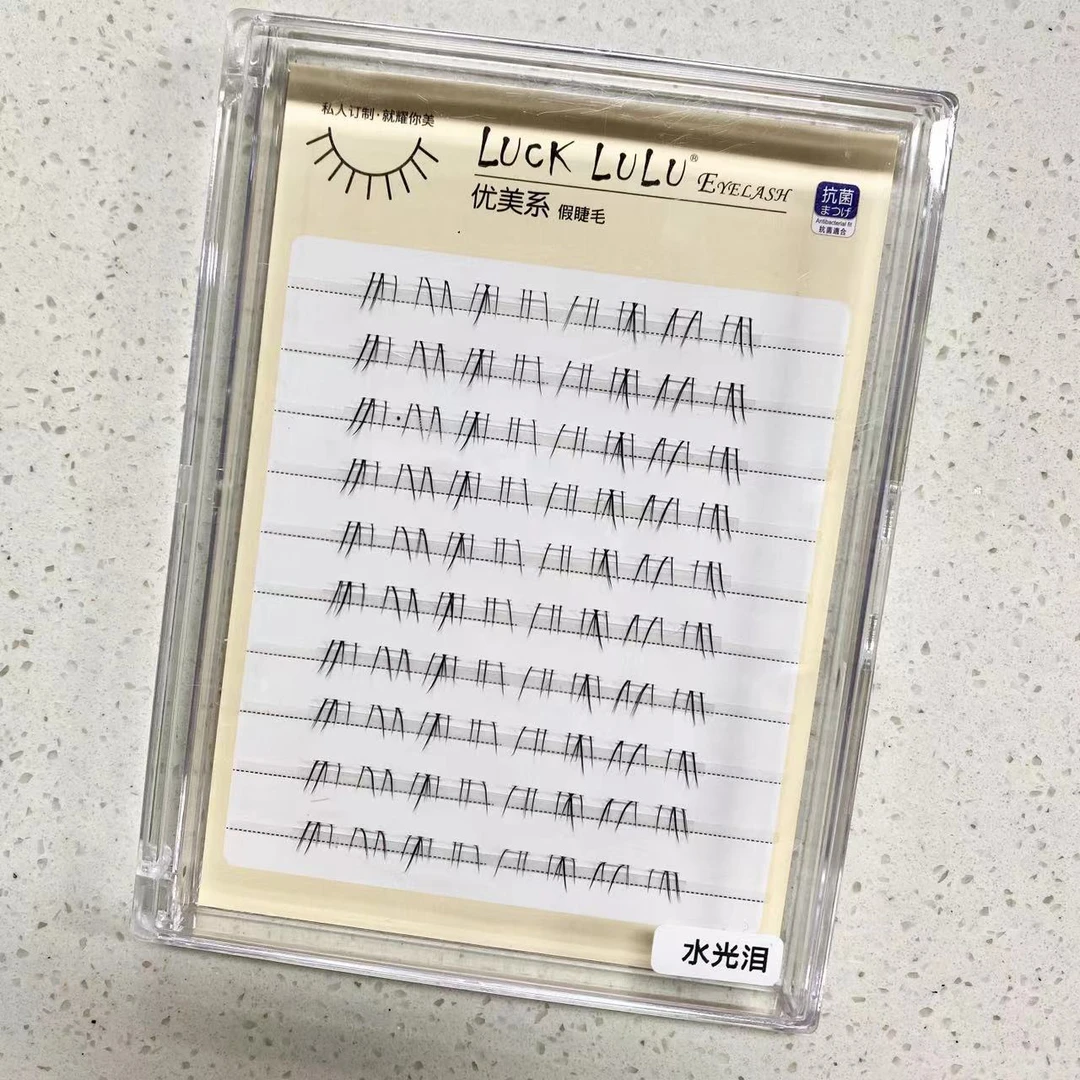 私人订制·就耀你美
LUCK LULU® EYELASH
优美系 假睫毛
抗菌
まつげ
抗菌適合
水光泪